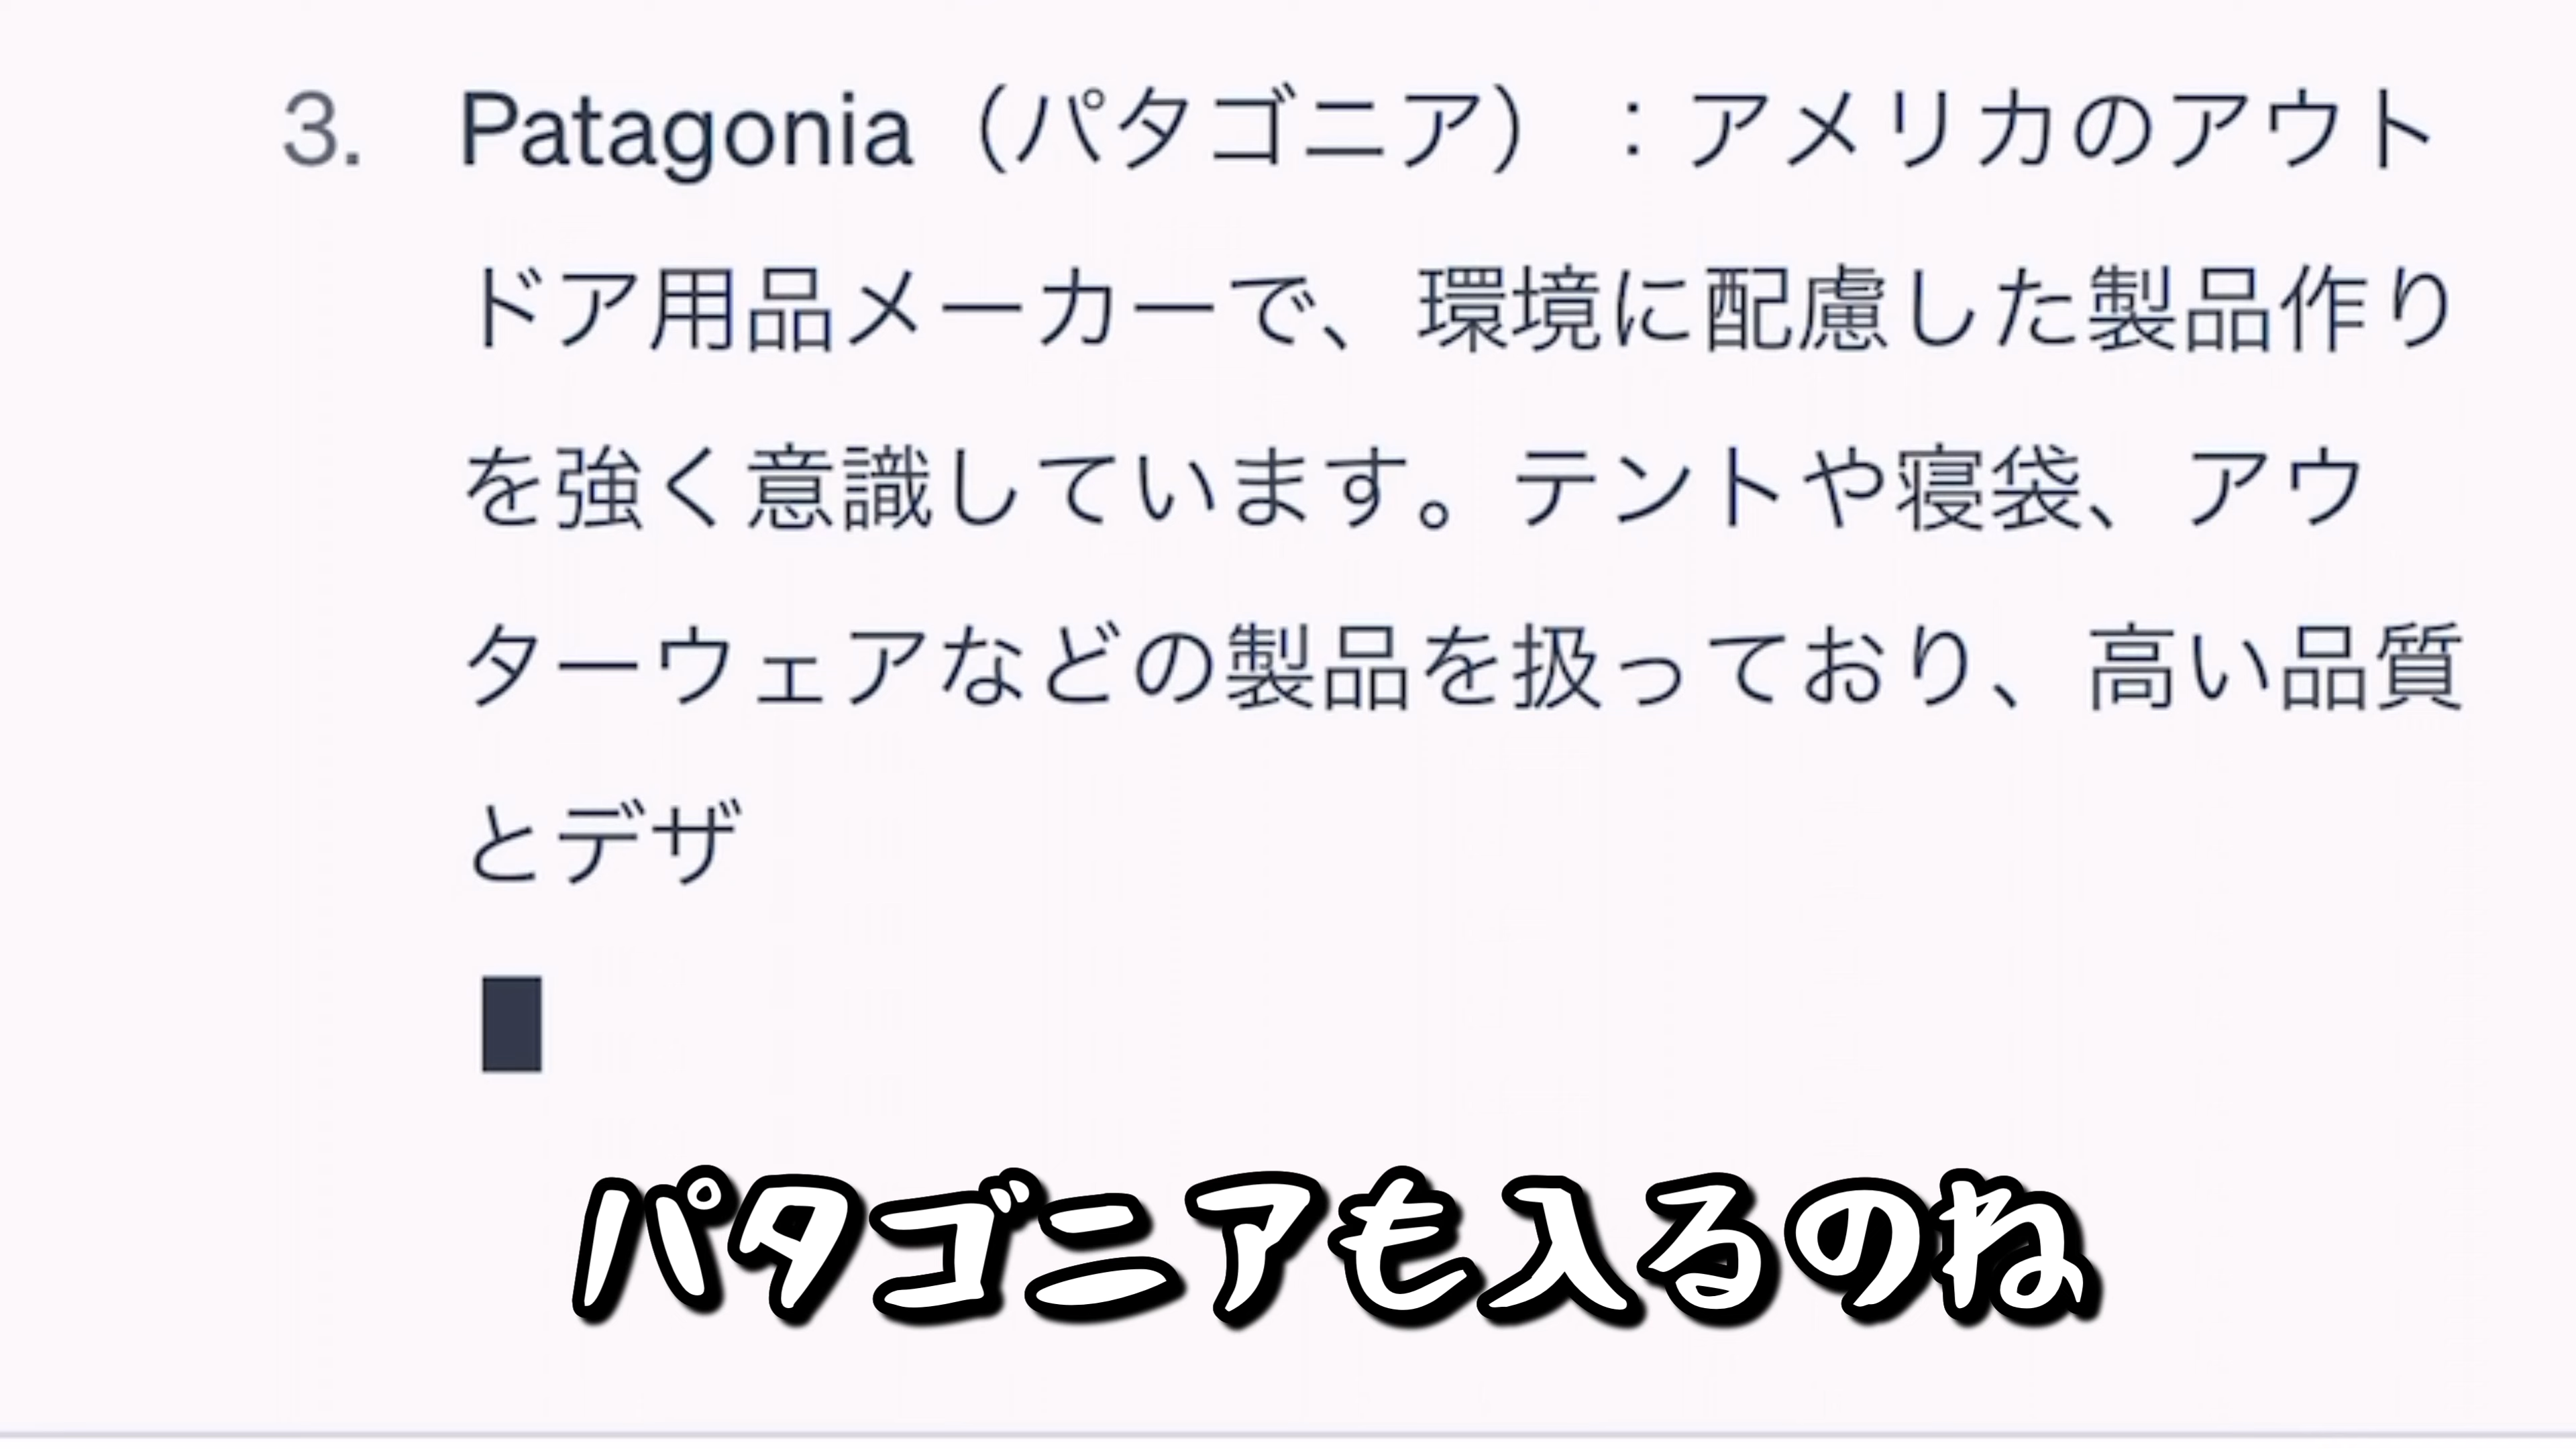 3. Patagonia（パタゴニア）：アメリカのアウト
ドア用品メーカーで、環境に配慮した製品作り
を強く意識しています。テントや寝袋、アウ
ターウェアなどの製品を扱っており、高い品質
とデザ
パタゴニアも入るのね